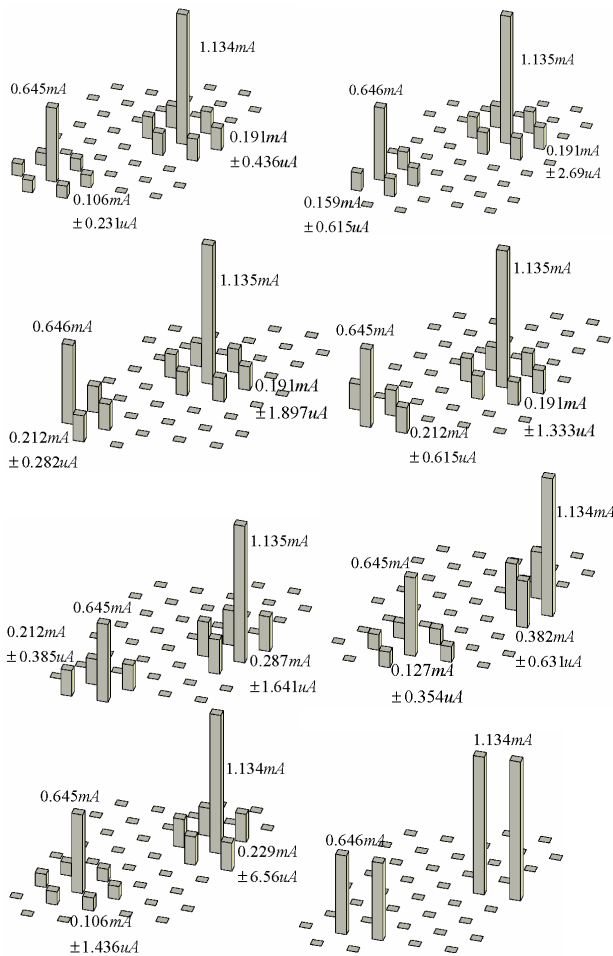 1.134mA
0.645mA
0.191mA
±0.436uA
0.106mA
±0.231uA
1.135mA
0.646mA
0.191mA
±2.69uA
0.159mA
±0.615uA
1.135mA
0.646mA
0.191mA
±1.897uA
0.212mA
±0.282uA
1.135mA
0.645mA
0.191mA
±1.333uA
0.212mA
±0.615uA
1.135mA
0.645mA
0.212mA
±0.385uA
0.287mA
±1.641uA
1.134mA
0.645mA
0.382mA
±0.631uA
0.127mA
±0.354uA
1.134mA
0.645mA
0.229mA
±6.56uA
0.106mA
±1.436uA
1.134mA
0.646mA